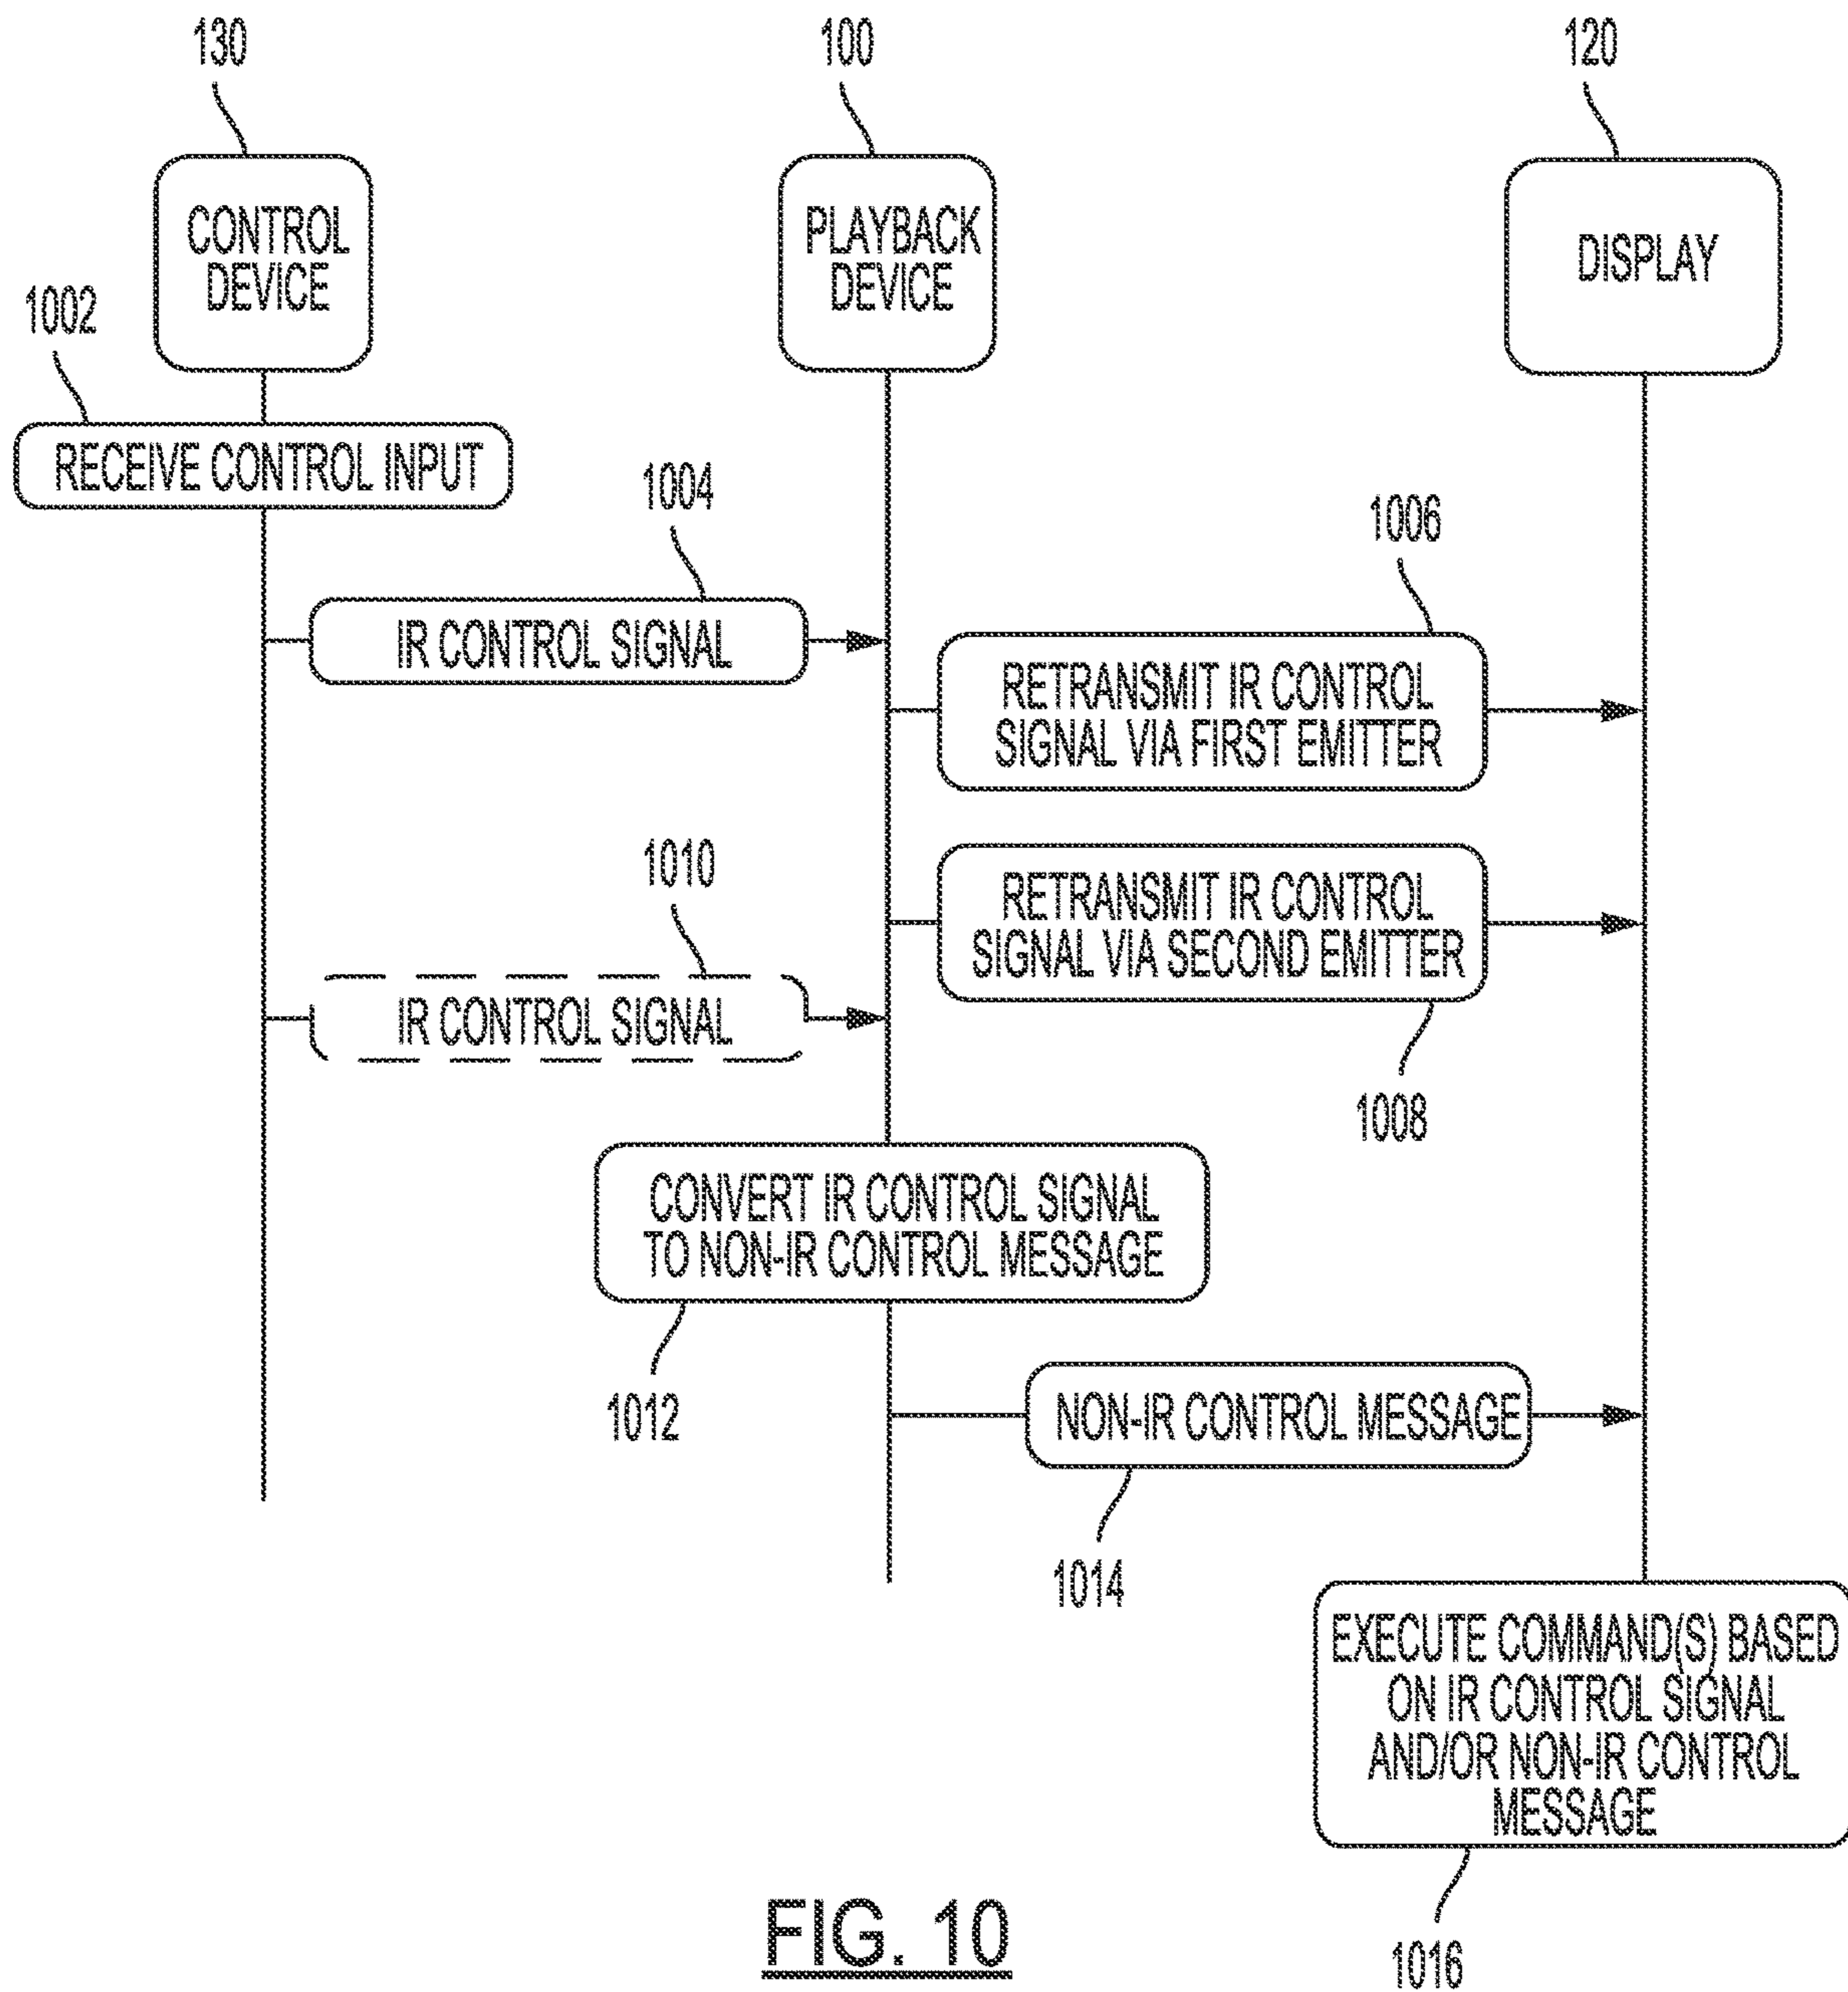 130
100
120
CONTROL
DEVICE
PLAYBACK
DEVICE
DISPLAY
1002
RECEIVE CONTROL INPUT
1004
IR CONTROL SIGNAL
1006
RETRANSMIT IR CONTROL
SIGNAL VIA FIRST EMITTER
RETRANSMIT IR CONTROL
SIGNAL VIA SECOND EMITTER
1008
1010
IR CONTROL SIGNAL
CONVERT IR CONTROL SIGNAL
TO NON-IR CONTROL MESSAGE
1012
NON-IR CONTROL MESSAGE
1014
EXECUTE COMMAND(S) BASED
ON IR CONTROL SIGNAL
AND/OR NON-IR CONTROL
MESSAGE
1016
FIG. 10